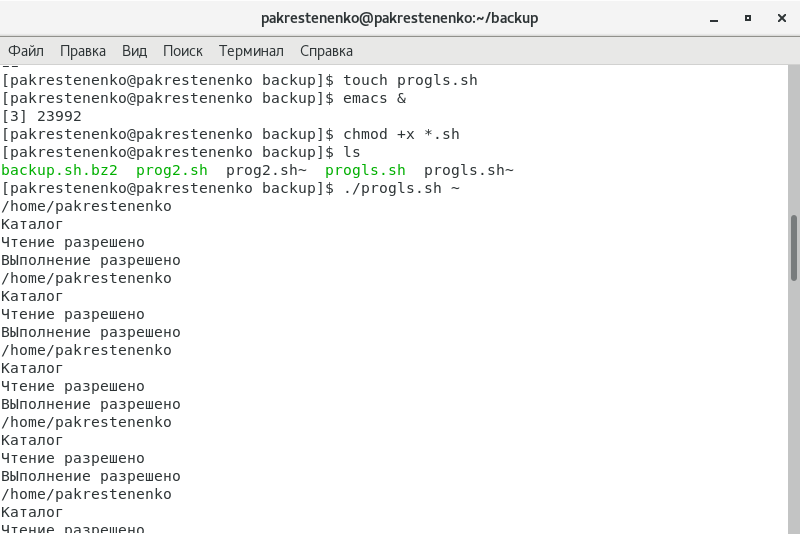 pakrestenenko@pakrestenenko:~/backup
Файл Правка Вид Поиск Терминал Справка
[pakrestenenko@pakrestenenko backup]$ touch progls.sh
[pakrestenenko@pakrestenenko backup]$ emacs &
[3] 23992
[pakrestenenko@pakrestenenko backup]$ chmod +x *.sh
[pakrestenenko@pakrestenenko backup]$ ls
backup.sh.bz2  prog2.sh  prog2.sh~  progls.sh  progls.sh~
[pakrestenenko@pakrestenenko backup]$ ./progls.sh ~
/home/pakrestenenko
Каталог
Чтение разрешено
ВЫполнение разрешено
/home/pakrestenenko
Каталог
Чтение разрешено
ВЫполнение разрешено
/home/pakrestenenko
Каталог
Чтение разрешено
ВЫполнение разрешено
/home/pakrestenenko
Каталог
Чтение разрешено
ВЫполнение разрешено
/home/pakrestenenko
Каталог
Чтение разрешено